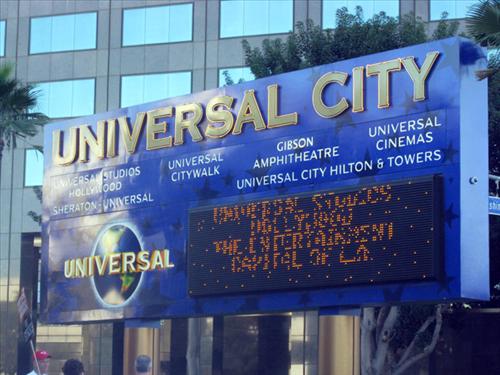 UNIVERSAL CITY
UNIVERSAL STUDIOS HOLLYWOOD
UNIVERSAL CITYWALK
GIBSON AMPHITHEATRE
UNIVERSAL CINEMAS
SHERATON - UNIVERSAL
UNIVERSAL CITY HILTON & TOWERS
UNIVERSAL
UNIVERSAL STUDIOS
HOLLYWOOD
THE ENTERTAINMENT
CAPITAL OF L.A.